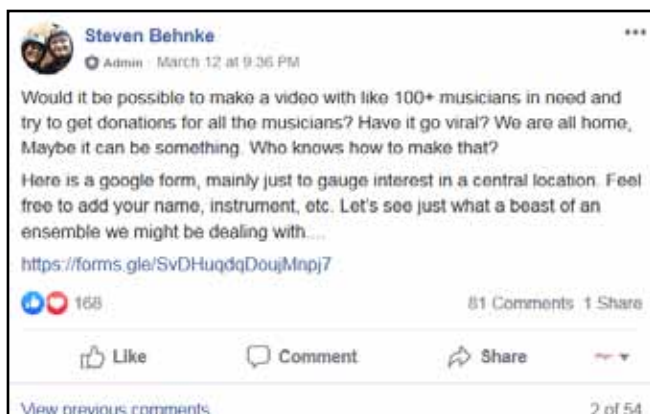 Steven Behnke
...
Admin · March 12 at 9:36 PM
Would it be possible to make a video with like 100+ musicians in need and
try to get donations for all the musicians? Have it go viral? We are all home,
Maybe it can be something. Who knows how to make that?
Here is a google form, mainly just to gauge interest in a central location. Feel
free to add your name, instrument, etc. Let's see just what a beast of an
ensemble we might be dealing with....
https://forms.gle/SvDHuqdqDoujMnpj7
168 81 Comments 1 Share
Like Comment Share
View previous comments 2 of 54